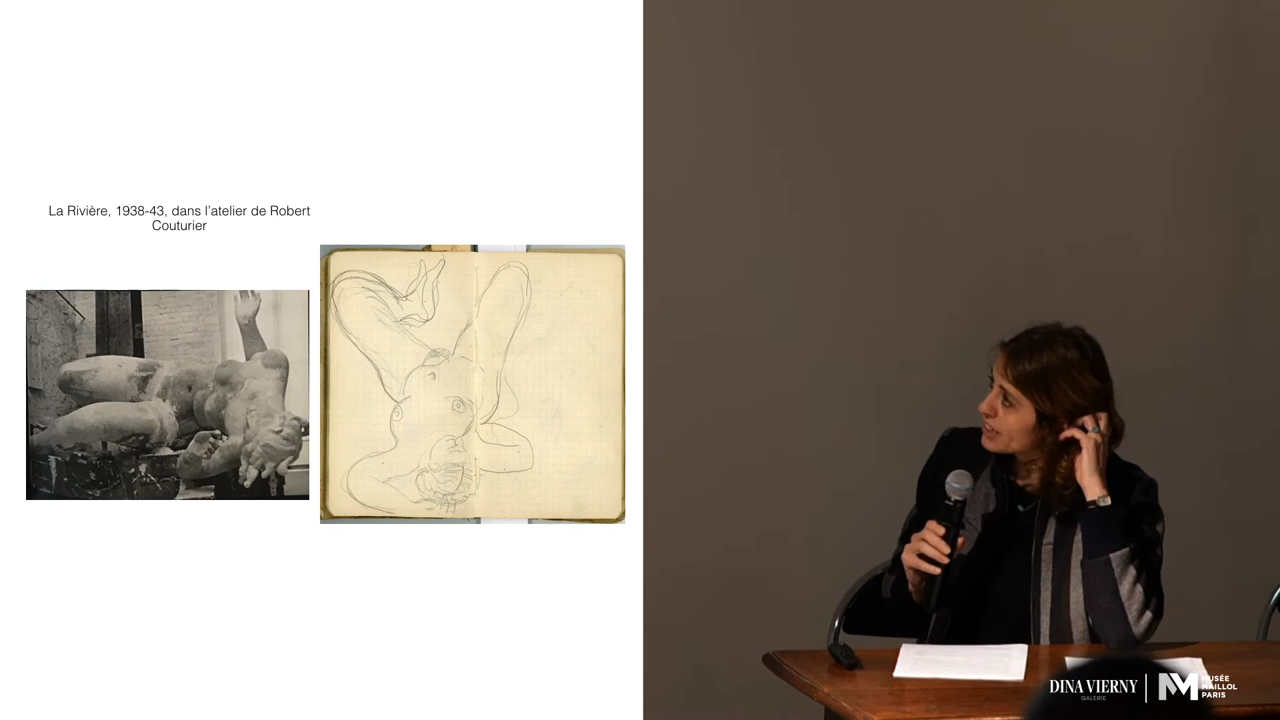 La Rivière, 1938-43, dans l’atelier de Robert
Couturier
DINA VIERNY
GALERIE
MUSÉE
MAILLOL
PARIS